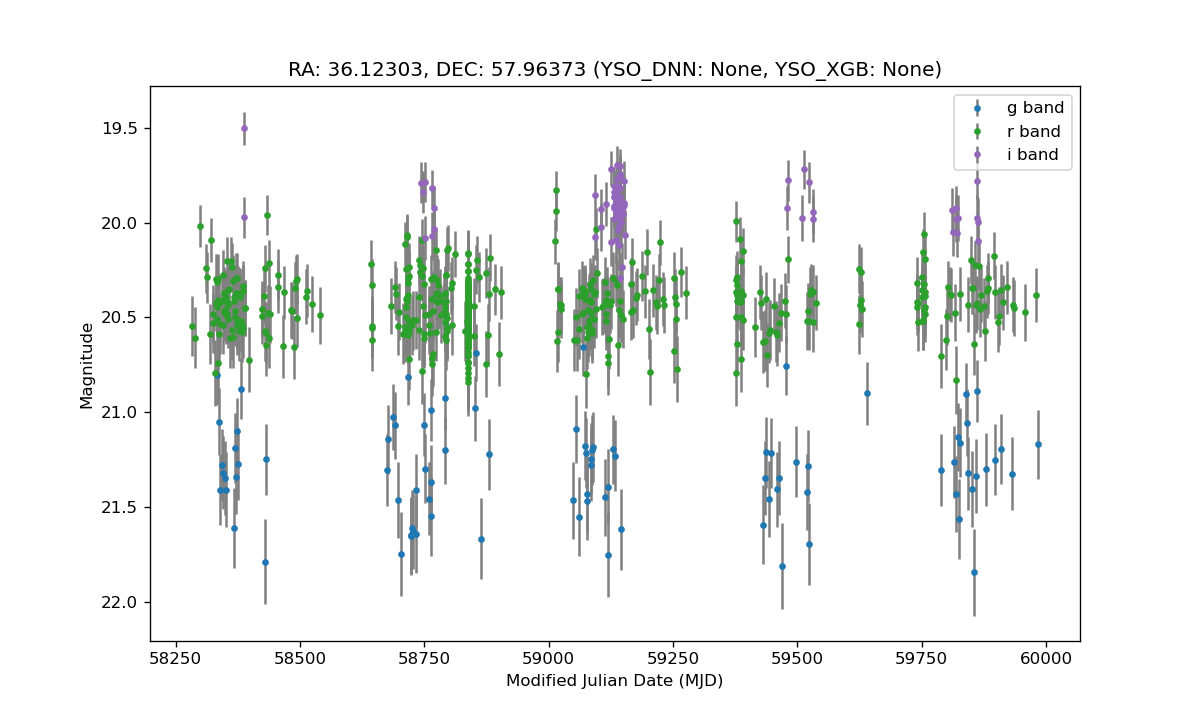 RA: 36.12303, DEC: 57.96373 (YSO_DNN: None, YSO_XGB: None)
g band
r band
i band
19.5
20.0
20.5
21.0
21.5
22.0
Magnitude
58250 58500 58750 59000 59250 59500 59750 60000
Modified Julian Date (MJD)